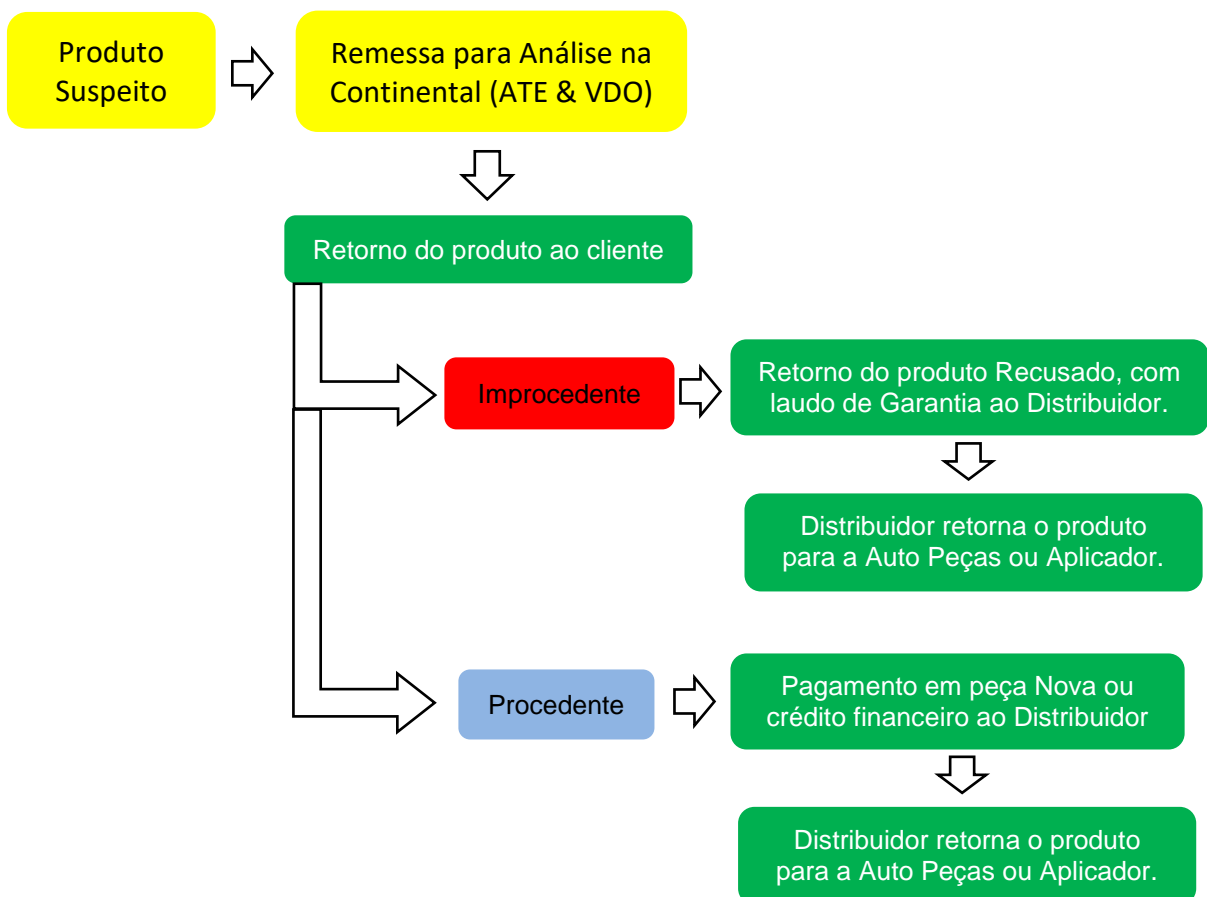 Produto
Suspeito
Remessa para Análise na
Continental (ATE & VDO)
Retorno do produto ao cliente
Improcedente
Retorno do produto Recusado, com
laudo de Garantia ao Distribuidor.
Distribuidor retorna o produto
para a Auto Peças ou Aplicador.
Procedente
Pagamento em peça Nova ou
crédito financeiro ao Distribuidor
Distribuidor retorna o produto
para a Auto Peças ou Aplicador.